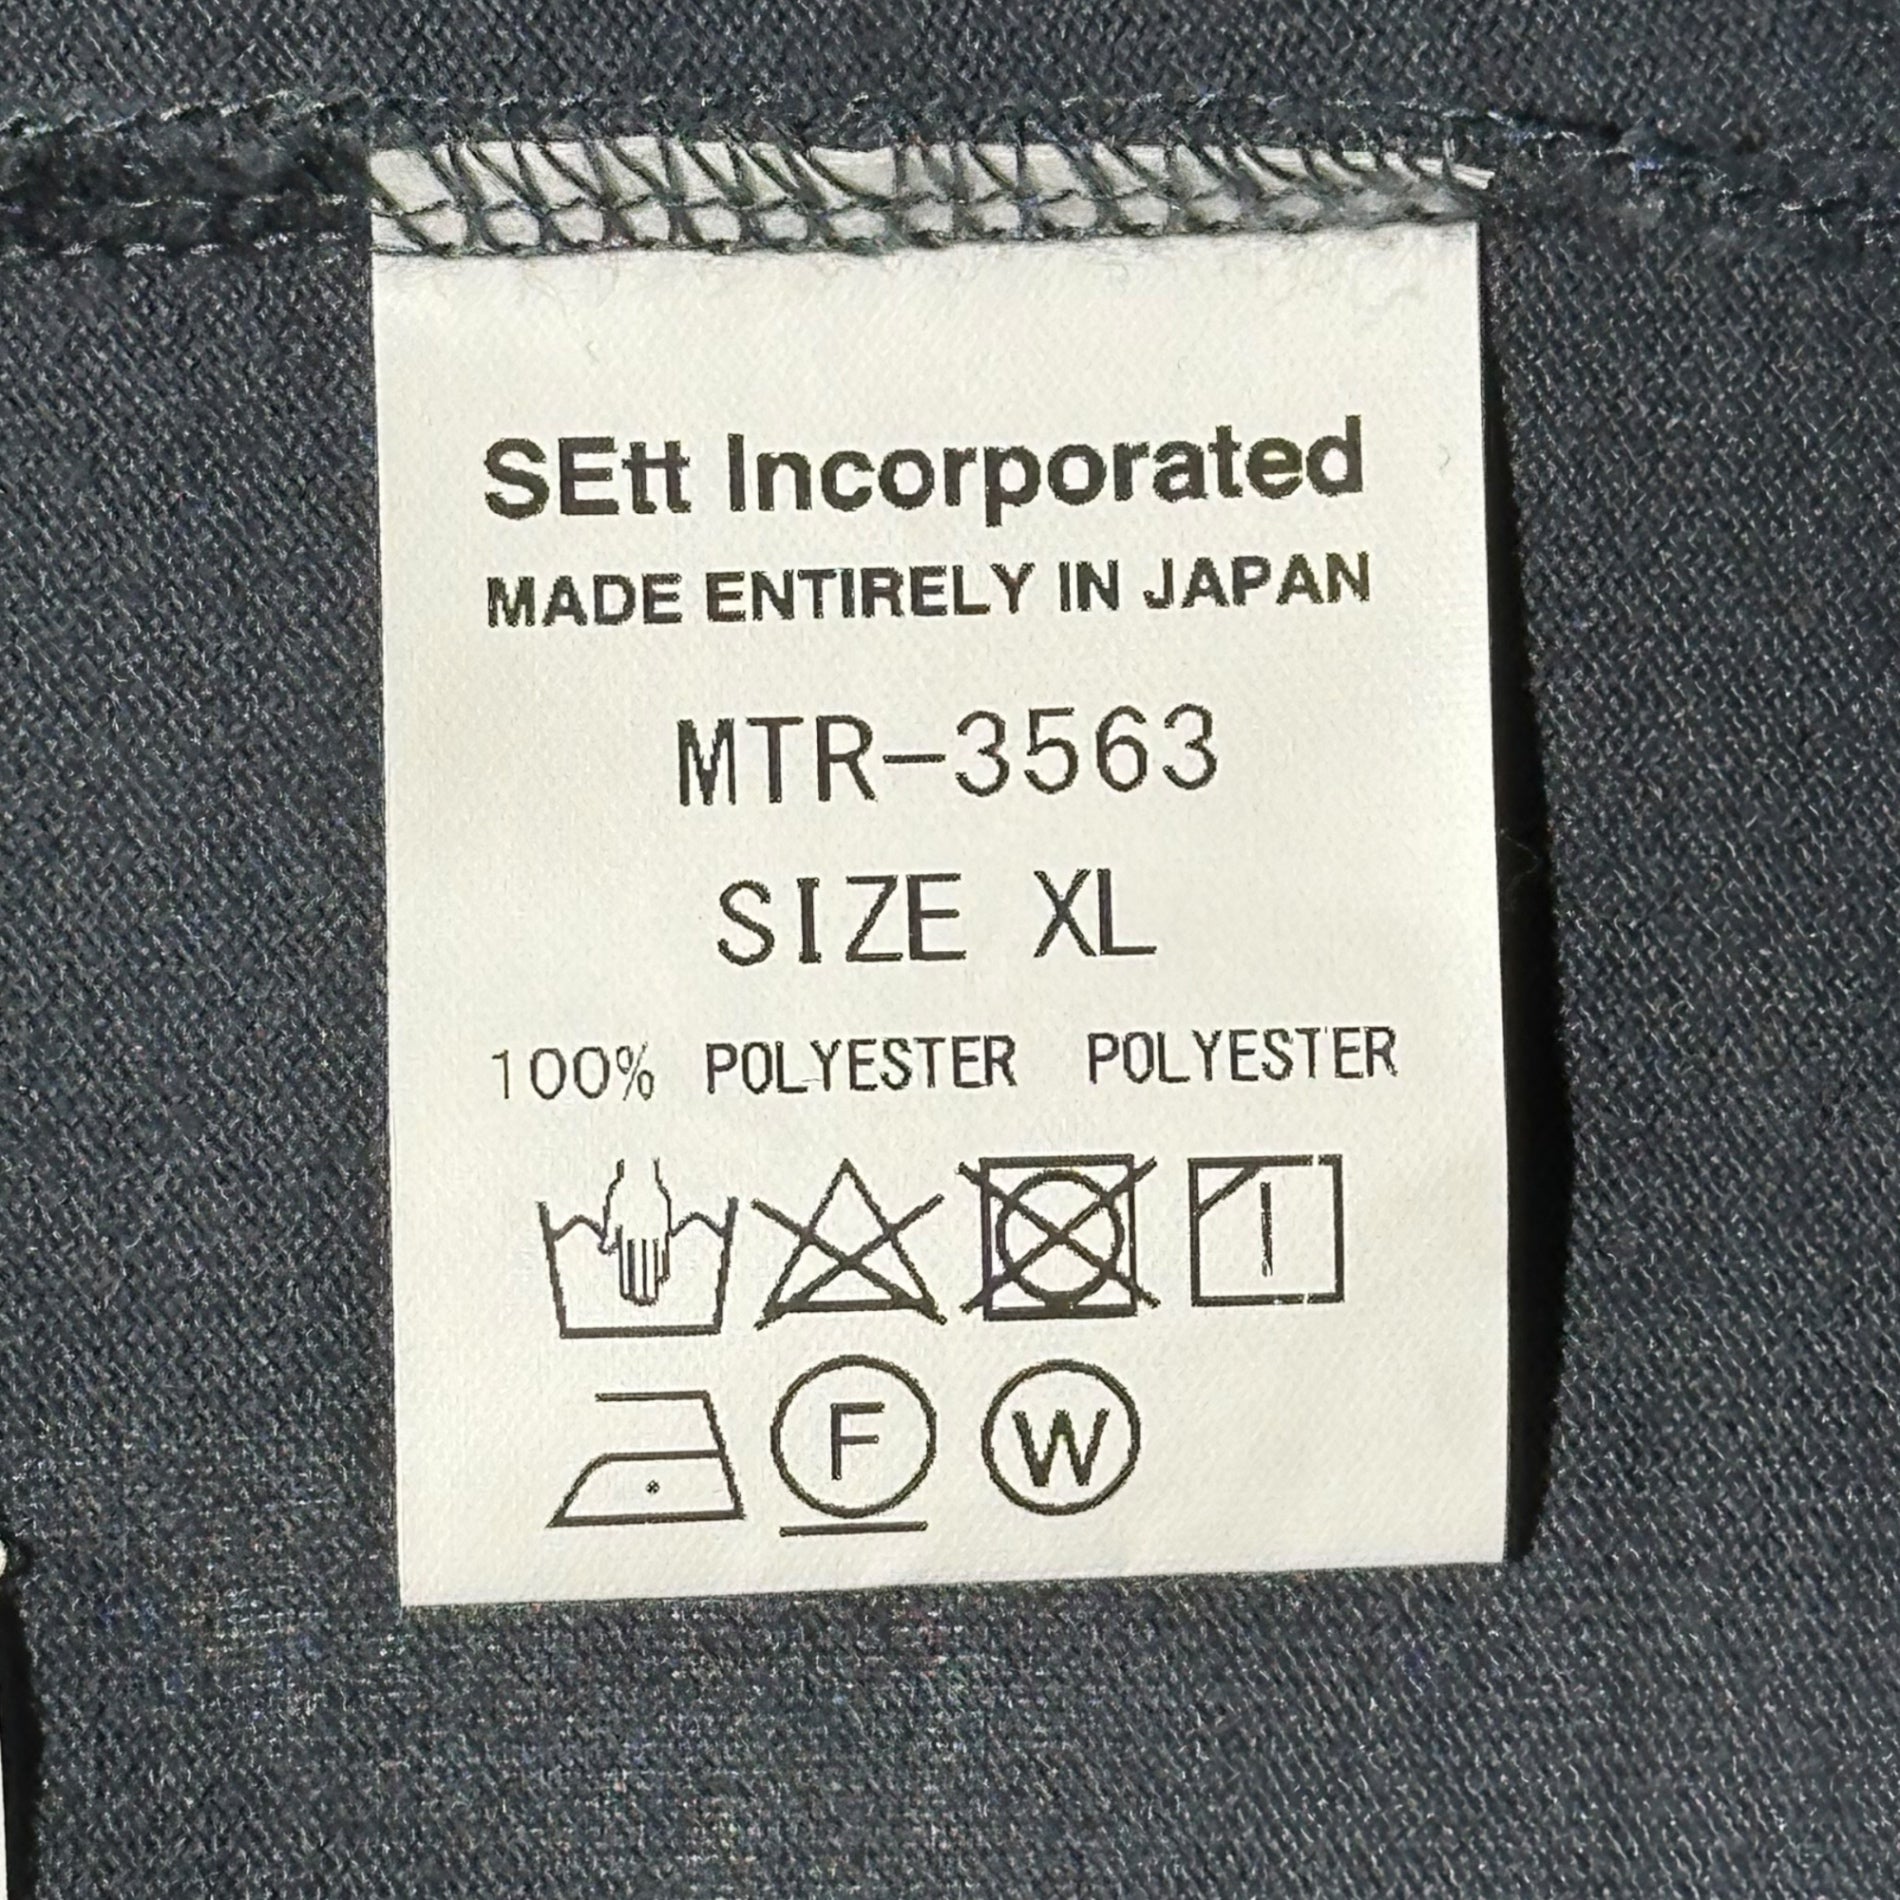 SEtt Incorporated
MADE ENTIRELY IN JAPAN
MTR-3563
SIZE XL
100% POLYESTER POLYESTER
F W